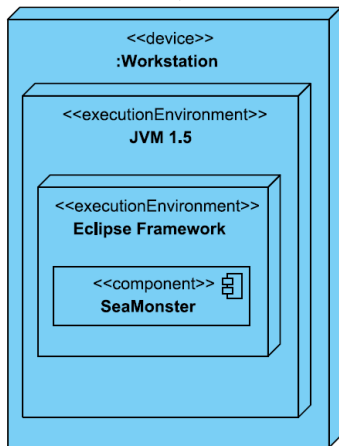 <<device>>
:Workstation
<<executionEnvironment>>
JVM 1.5
<<executionEnvironment>>
Eclipse Framework
<<component>>
SeaMonster